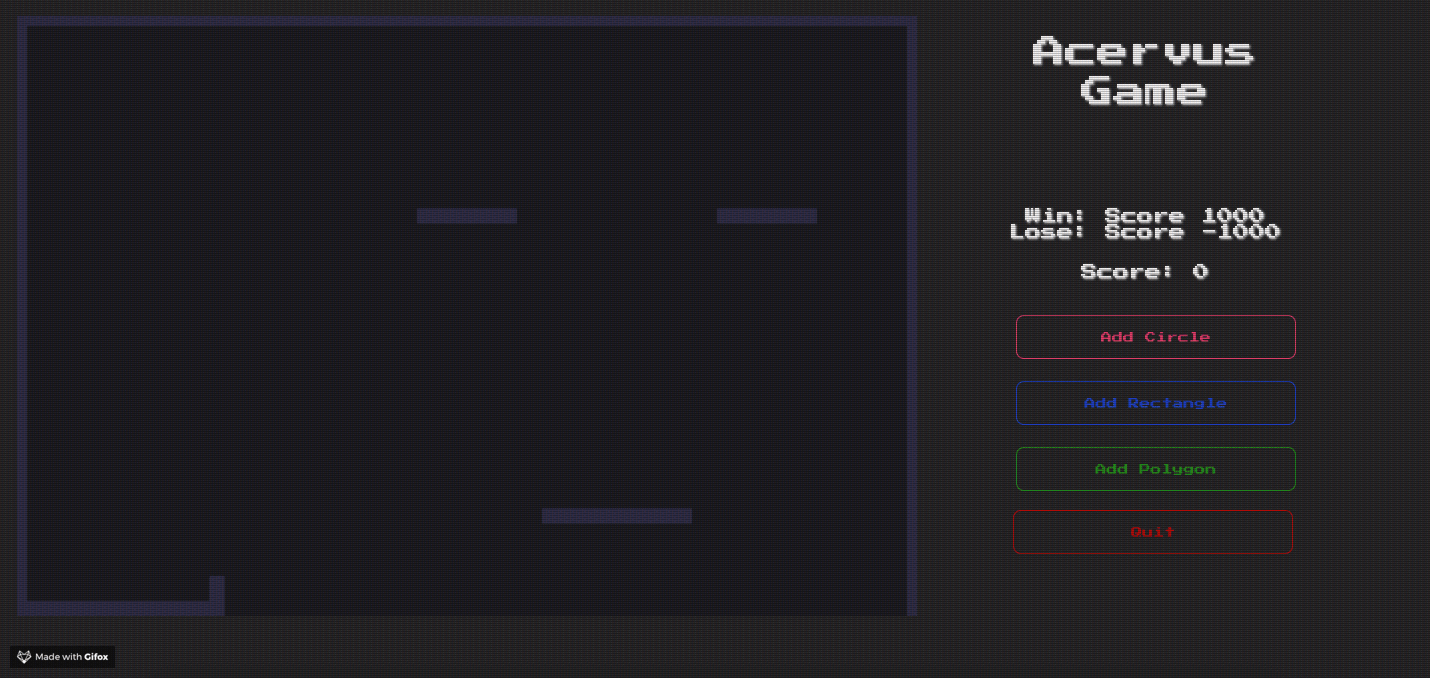 Acervus
Game
Win: Score 1000
Lose: Score -1000
Score: 0
Add Circle
Add Rectangle
Add Polygon
Quit
Made with Gifox